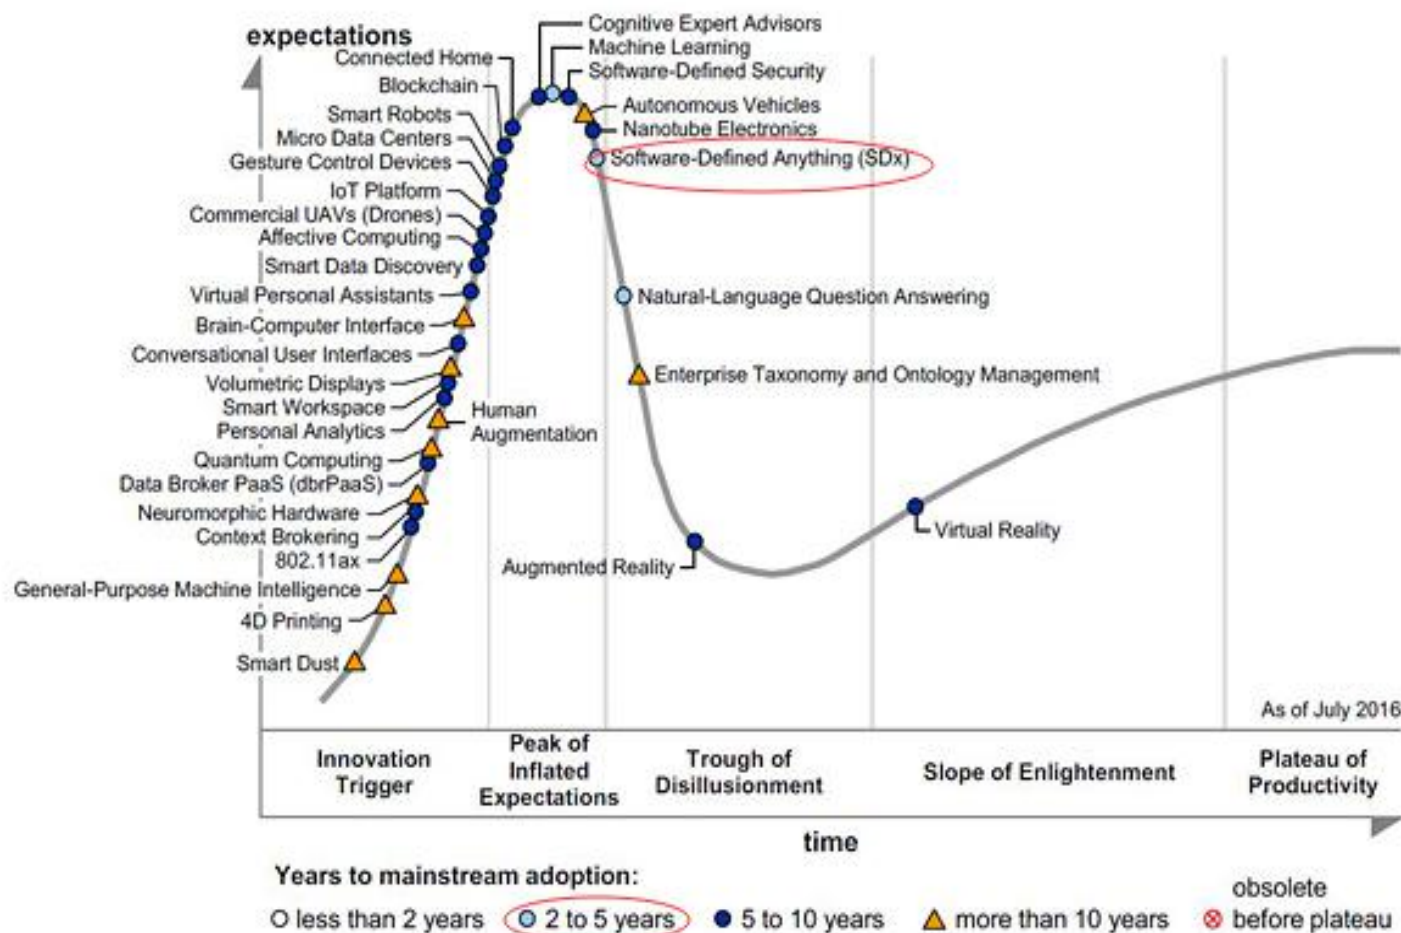 expectations
Cognitive Expert Advisors
Machine Learning
Software-Defined Security
Connected Home
Blockchain
Smart Robots
Micro Data Centers
Gesture Control Devices
IoT Platform
Commercial UAVs (Drones)
Affective Computing
Smart Data Discovery
Virtual Personal Assistants
Brain-Computer Interface
Conversational User Interfaces
Volumetric Displays
Smart Workspace
Personal Analytics
Quantum Computing
Data Broker PaaS (dbrPaaS)
Neuromorphic Hardware
Context Brokering
802.11ax
General-Purpose Machine Intelligence
4D Printing
Smart Dust
Human
Augmentation
Autonomous Vehicles
Nanotube Electronics
Software-Defined Anything (SDx)
Natural-Language Question Answering
Enterprise Taxonomy and Ontology Management
Augmented Reality
Virtual Reality
As of July 2016
Innovation
Trigger
Peak of
Inflated
Expectations
Trough of
Disillusionment
Slope of Enlightenment
Plateau of
Productivity
time
Years to mainstream adoption:
less than 2 years
2 to 5 years
5 to 10 years
more than 10 years
obsolete
before plateau